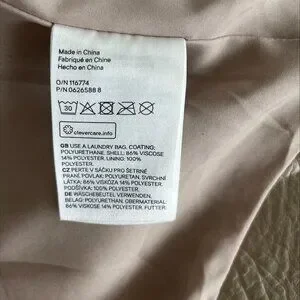 Made in China
Fabriqué en Chine
Hecho en China
O/N 116774
P/N 0626588 8
30
clevercare.info
GB USE A LAUNDRY BAG. COATING:
POLYURETHANE. SHELL: 86% VISCOSE
14% POLYESTER. LINING: 100%
POLYESTER.
CZ PERTE V SÁČKU PRO ŠETRNÉ
PRANÍ. POVLAK: POLYURETAN. SVRCHNÍ
LÁTKA: 86% VISKÓZA 14% POLYESTER.
PODŠÍVKA: 100% POLYESTER.
DE WÄSCHEBEUTEL VERWENDEN.
BELAG: POLYURETHAN. OBERMATERIAL:
86% VISKOSE 14% POLYESTER. FUTTER: